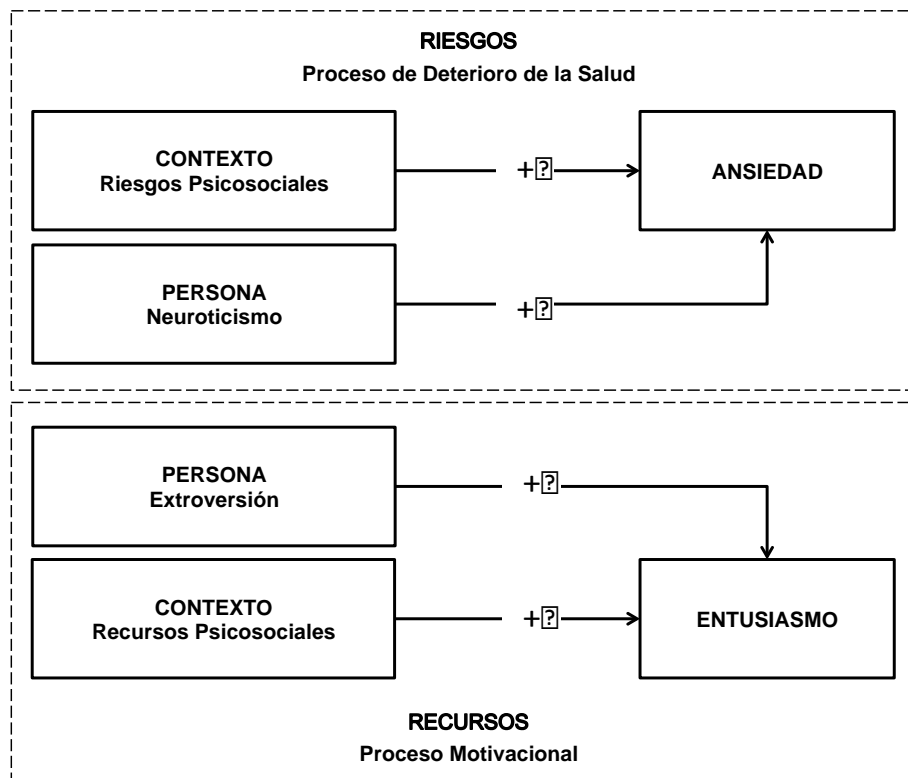 RIESGOS
Proceso de Deterioro de la Salud
CONTEXTO
Riesgos Psicosociales
+
ANSIEDAD
PERSONA
Neuroticismo
+
PERSONA
Extroversión
+
CONTEXTO
Recursos Psicosociales
+
ENTUSIASMO
RECURSOS
Proceso Motivacional